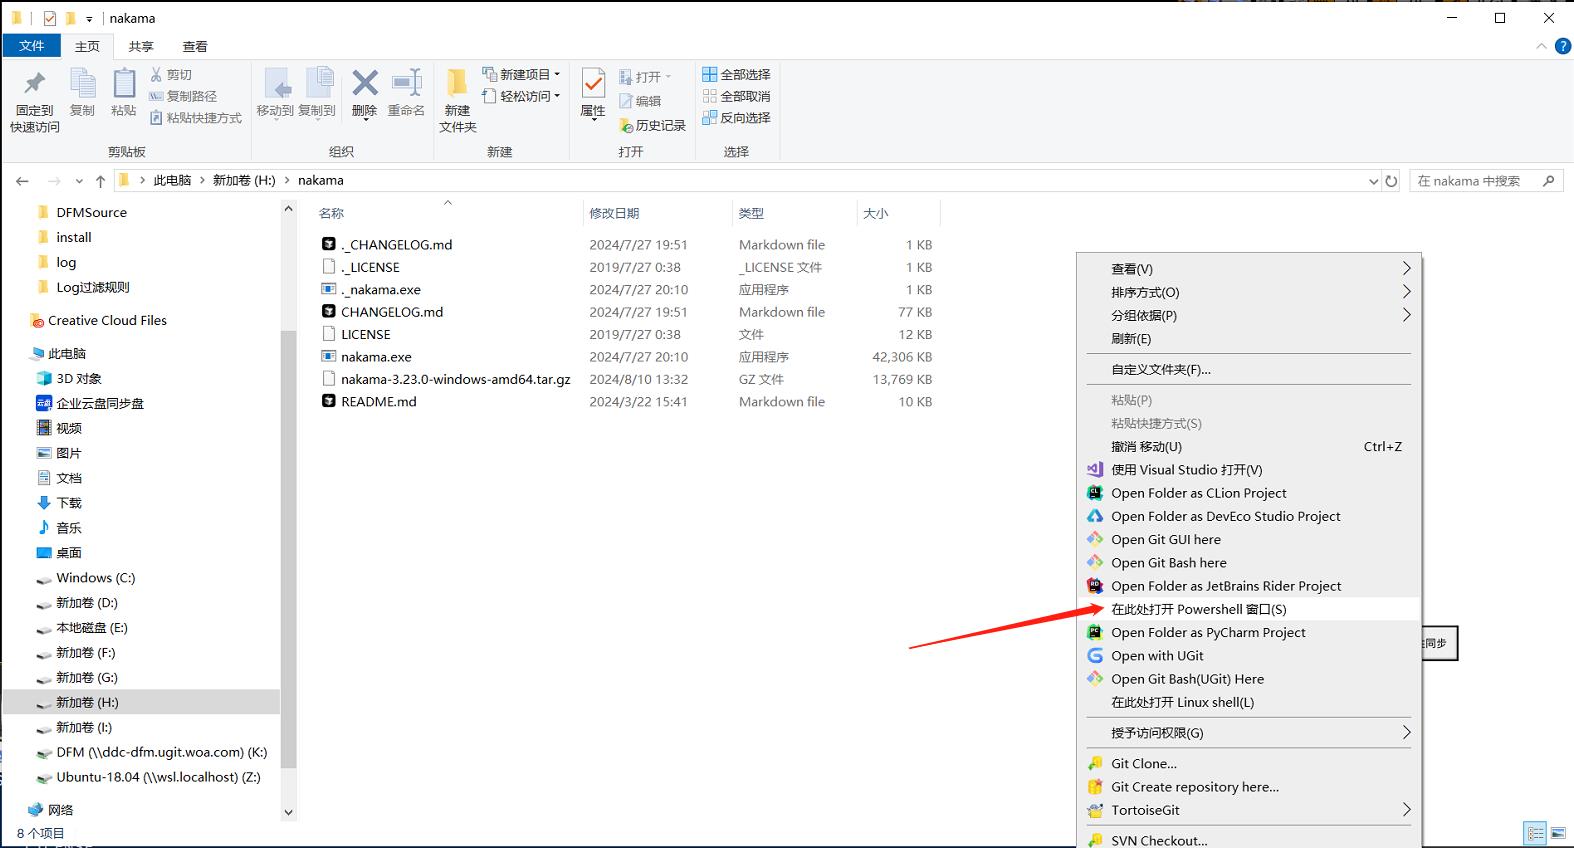 nakama
文件 主页 共享 查看
固定到
快速访问
复制
粘贴
剪切
复制路径
粘贴快捷方式
剪贴板
移动到
复制到
删除
重命名
组织
新建
文件夹
新建项目
轻松访问
新建
属性
打开
编辑
历史记录
打开
全部选择
全部取消
反向选择
选择
此电脑 > 新加卷 (H:) > nakama
在 nakama 中搜索
DFMSource
install
log
Log过滤规则
Creative Cloud Files
此电脑
3D 对象
企业云盘同步盘
视频
图片
文档
下载
音乐
桌面
Windows (C:)
新加卷 (D:)
本地磁盘 (E:)
新加卷 (F:)
新加卷 (G:)
新加卷 (H:)
新加卷 (I:)
DFM (\\ddc-dfm.ugit.woa.com) (K:)
Ubuntu-18.04 (\\wsl.localhost) (Z:)
网络
8 个项目
名称 修改日期 类型 大小
._CHANGELOG.md 2024/7/27 19:51 Markdown file 1 KB
._LICENSE 2019/7/27 0:38 _LICENSE 文件 1 KB
._nakama.exe 2024/7/27 20:10 应用程序 1 KB
CHANGELOG.md 2024/7/27 19:51 Markdown file 77 KB
LICENSE 2019/7/27 0:38 文件 12 KB
nakama.exe 2024/7/27 20:10 应用程序 42,306 KB
nakama-3.23.0-windows-amd64.tar.gz 2024/8/10 13:32 GZ 文件 13,769 KB
README.md 2024/3/22 15:41 Markdown file 10 KB
查看(V)
排序方式(O)
分组依据(P)
刷新(E)
自定义文件夹(F)...
粘贴(P)
粘贴快捷方式(S)
撤消 移动(U) Ctrl+Z
使用 Visual Studio 打开(V)
Open Folder as CLion Project
Open Folder as DevEco Studio Project
Open Git GUI here
Open Git Bash here
Open Folder as JetBrains Rider Project
在此处打开 Powershell 窗口(S)
Open Folder as PyCharm Project
Open with UGit
Open Git Bash(UGit) Here
在此处打开 Linux shell(L)
授予访问权限(G)
Git Clone...
Git Create repository here...
TortoiseGit
SVN Checkout...
同步